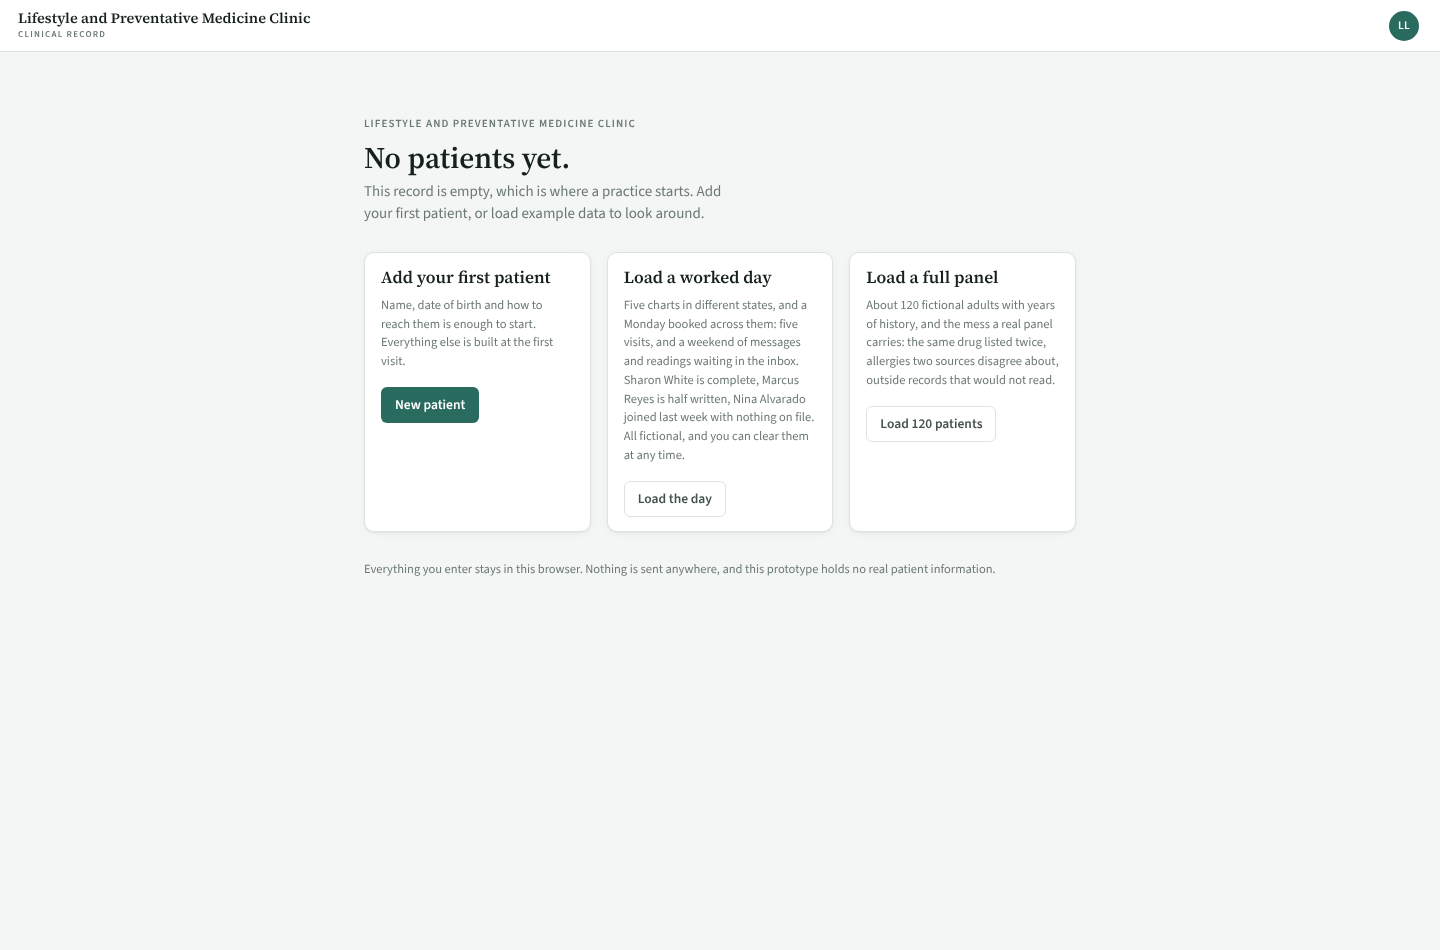 Lifestyle and Preventative Medicine Clinic
CLINICAL RECORD
LL
LIFESTYLE AND PREVENTATIVE MEDICINE CLINIC
No patients yet.
This record is empty, which is where a practice starts. Add
your first patient, or load example data to look around.
Add your first patient
Name, date of birth and how to
reach them is enough to start.
Everything else is built at the first
visit.
New patient
Load a worked day
Five charts in different states, and a
Monday booked across them: five
visits, and a weekend of messages
and readings waiting in the inbox.
Sharon White is complete, Marcus
Reyes is half written, Nina Alvarado
joined last week with nothing on file.
All fictional, and you can clear them
at any time.
Load the day
Load a full panel
About 120 fictional adults with years
of history, and the mess a real panel
carries: the same drug listed twice,
allergies two sources disagree about,
outside records that would not read.
Load 120 patients
Everything you enter stays in this browser. Nothing is sent anywhere, and this prototype holds no real patient information.